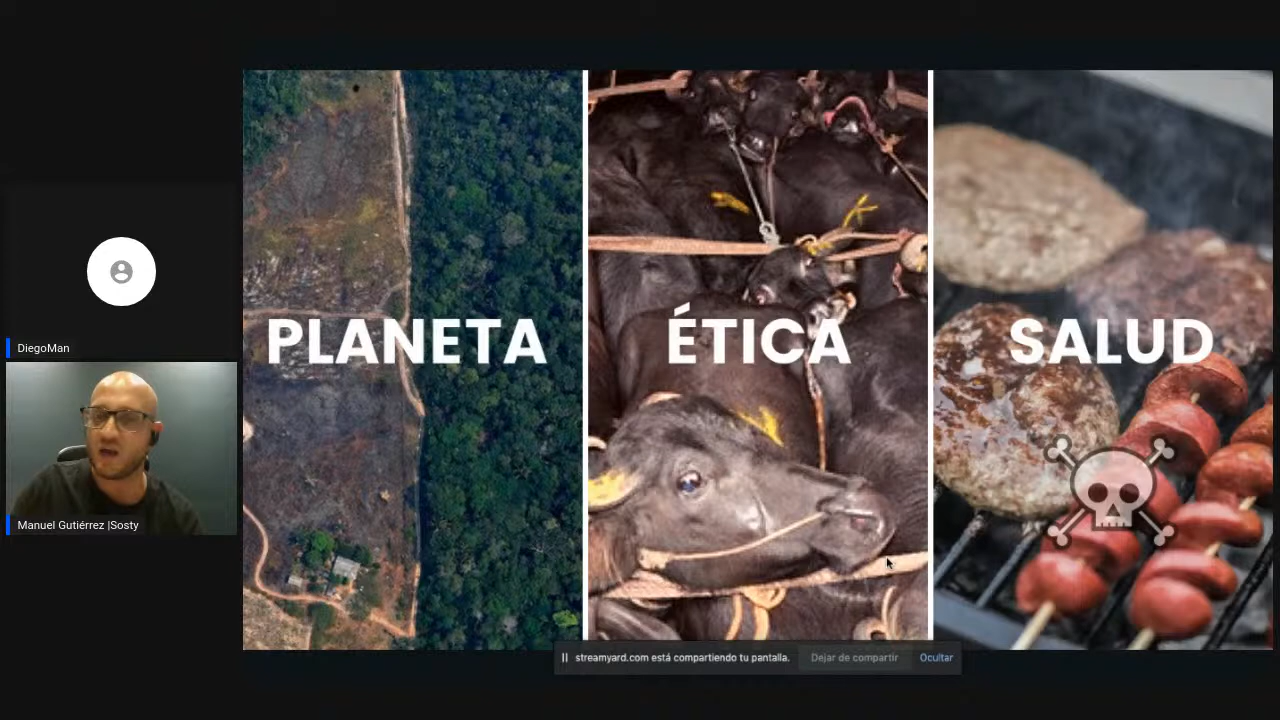 DiegoMan
Manuel Gutiérrez |Sosty
PLANETA
ÉTICA
SALUD
streamyard.com está compartiendo tu pantalla.
Dejar de compartir
Ocultar